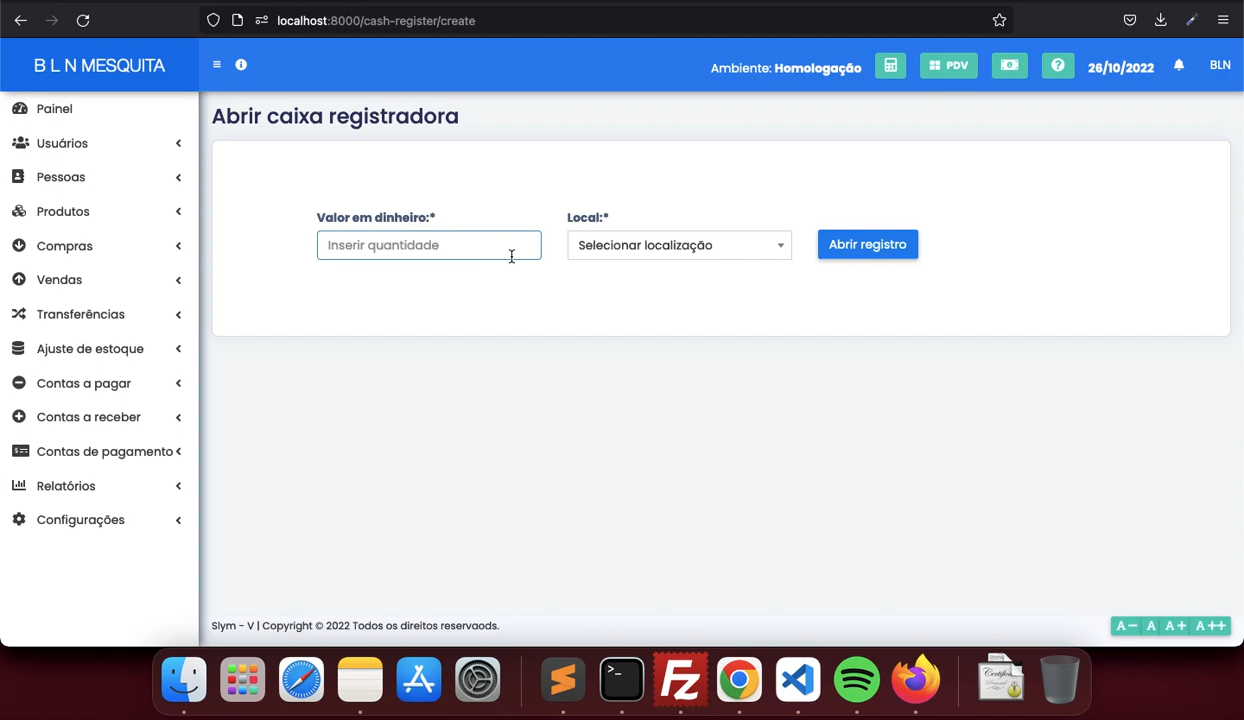 localhost:8000/cash-register/create
B L N MESQUITA
Ambiente: Homologação
PDV
26/10/2022
BLN
Painel
Usuários
Pessoas
Produtos
Compras
Vendas
Transferências
Ajuste de estoque
Contas a pagar
Contas a receber
Contas de pagamento
Relatórios
Configurações
Abrir caixa registradora
Valor em dinheiro:*
Local:*
Inserir quantidade
Selecionar localização
Abrir registro
Slym - V | Copyright © 2022 Todos os direitos reservaods.
A− A A+ A++